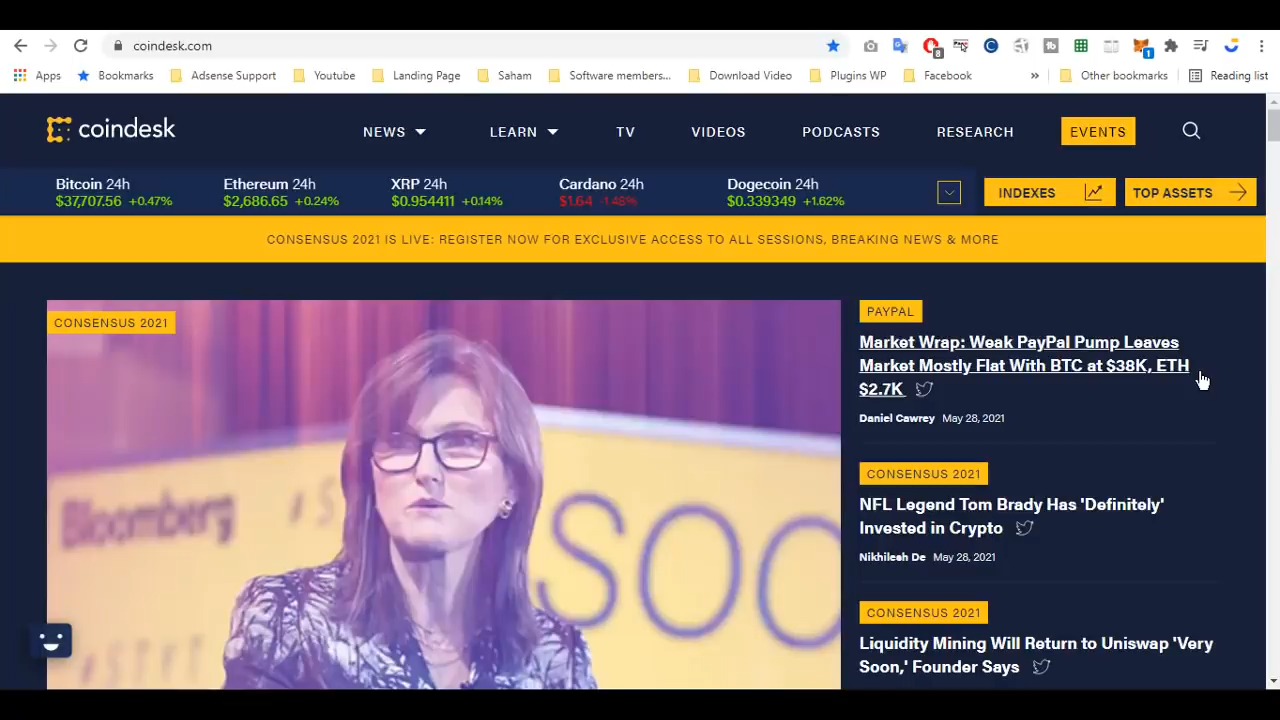 coindesk.com
8
1
Apps
Bookmarks
Adsense Support
Youtube
Landing Page
Saham
Software members...
Download Video
Plugins WP
Facebook
»
Other bookmarks
Reading list
coindesk
NEWS
LEARN
TV
VIDEOS
PODCASTS
RESEARCH
EVENTS
Bitcoin 24h
$37,707.56 +0.47%
Ethereum 24h
$2,686.65 +0.24%
XRP 24h
$0.954411 +0.14%
Cardano 24h
$1.64 -1.46%
Dogecoin 24h
$0.339349 +1.62%
INDEXES
TOP ASSETS
CONSENSUS 2021 IS LIVE: REGISTER NOW FOR EXCLUSIVE ACCESS TO ALL SESSIONS, BREAKING NEWS & MORE
CONSENSUS 2021
Bloomberg
SOO
PAYPAL
Market Wrap: Weak PayPal Pump Leaves
Market Mostly Flat With BTC at $38K, ETH
$2.7K
Daniel Cawrey May 28, 2021
CONSENSUS 2021
NFL Legend Tom Brady Has 'Definitely'
Invested in Crypto
Nikhilesh De May 28, 2021
CONSENSUS 2021
Liquidity Mining Will Return to Uniswap 'Very
Soon,' Founder Says